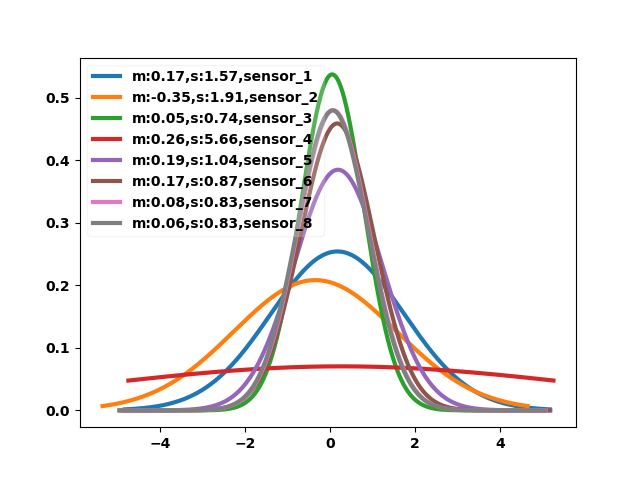 m:0.17,s:1.57,sensor_1
m:-0.35,s:1.91,sensor_2
m:0.05,s:0.74,sensor_3
m:0.26,s:5.66,sensor_4
m:0.19,s:1.04,sensor_5
m:0.17,s:0.87,sensor_6
m:0.08,s:0.83,sensor_7
m:0.06,s:0.83,sensor_8
0.5
0.4
0.3
0.2
0.1
0.0
−4 −2 0 2 4